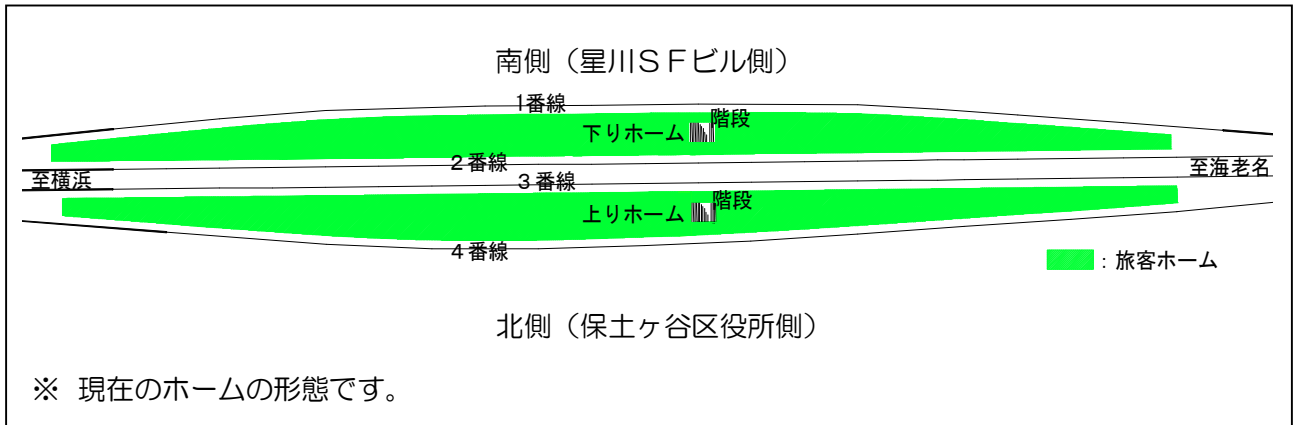 南側（星川ＳＦビル側）
1番線
階段
下りホーム
２番線
至横浜
至海老名
３番線
階段
上りホーム
４番線
：旅客ホーム
北側（保土ヶ谷区役所側）
※ 現在のホームの形態です。